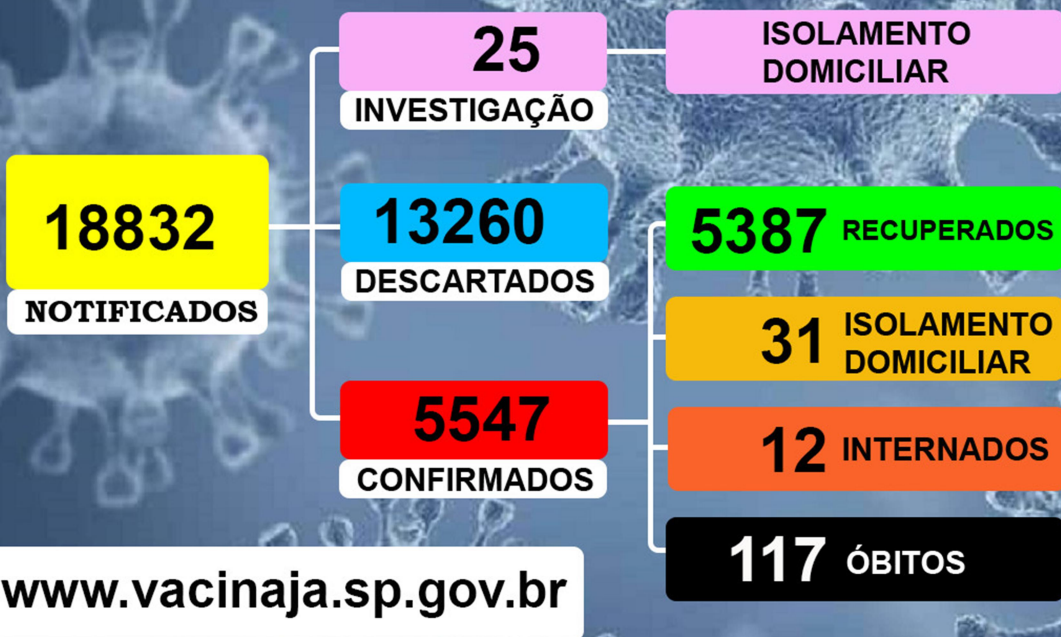 25
INVESTIGAÇÃO
ISOLAMENTO
DOMICILIAR
18832
NOTIFICADOS
13260
DESCARTADOS
5547
CONFIRMADOS
5387 RECUPERADOS
31 ISOLAMENTO
DOMICILIAR
12 INTERNADOS
117 ÓBITOS
www.vacinaja.sp.gov.br